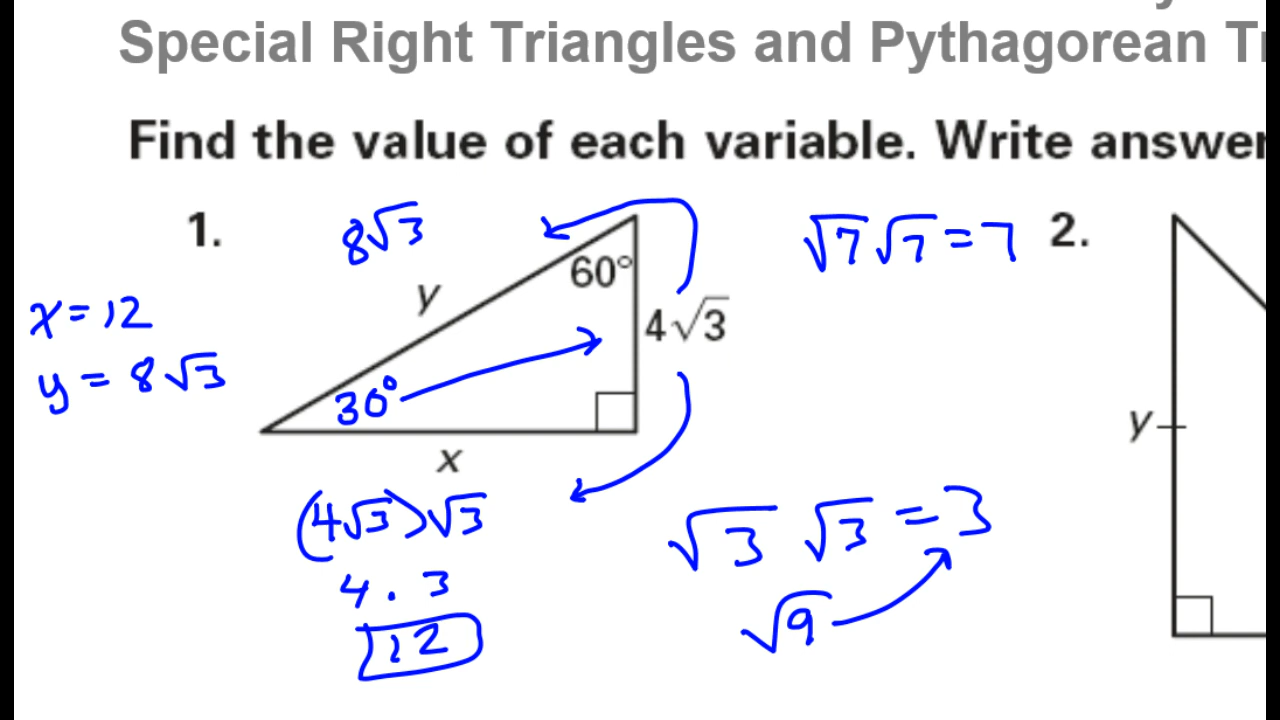 Special Right Triangles and Pythagorean
Find the value of each variable. Write answer
1.
8√3
y
60°
4√3
x = 12
y = 8√3
30°
x
(4√3)√3
4 . 3
12
√7 √7 = 7
√3 √3 = 3
√9
2.
y